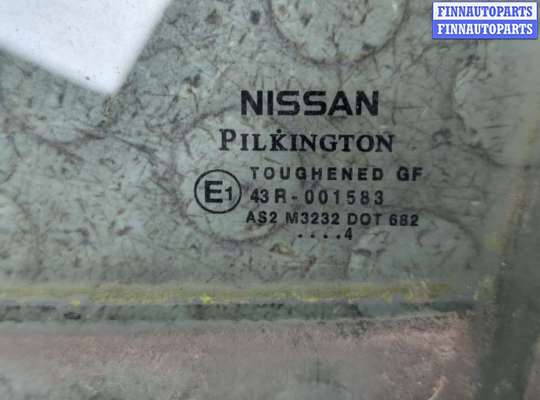 FINNAUTOPARTS
FINNAUTOPARTS
NISSAN
PILKINGTON
TOUGHENED GF
E1
43R-001583
AS2 M3232 DOT 682
....4